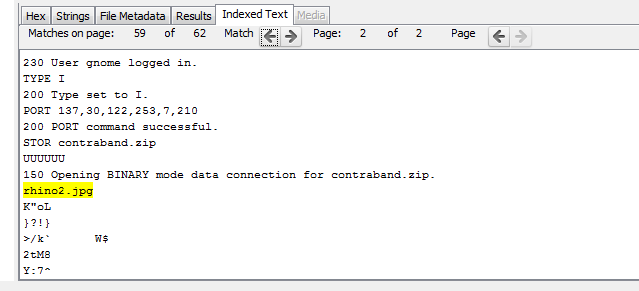 Hex Strings File Metadata Results Indexed Text Media
Matches on page: 59 of 62 Match Page: 2 of 2 Page
230 User gnome logged in.
TYPE I
200 Type set to I.
PORT 137,30,122,253,7,210
200 PORT command successful.
STOR contraband.zip
UUUUUU
150 Opening BINARY mode data connection for contraband.zip.
rhino2.jpg
K"oL
}?!}
>/k` W$
2tM8
Y:7^